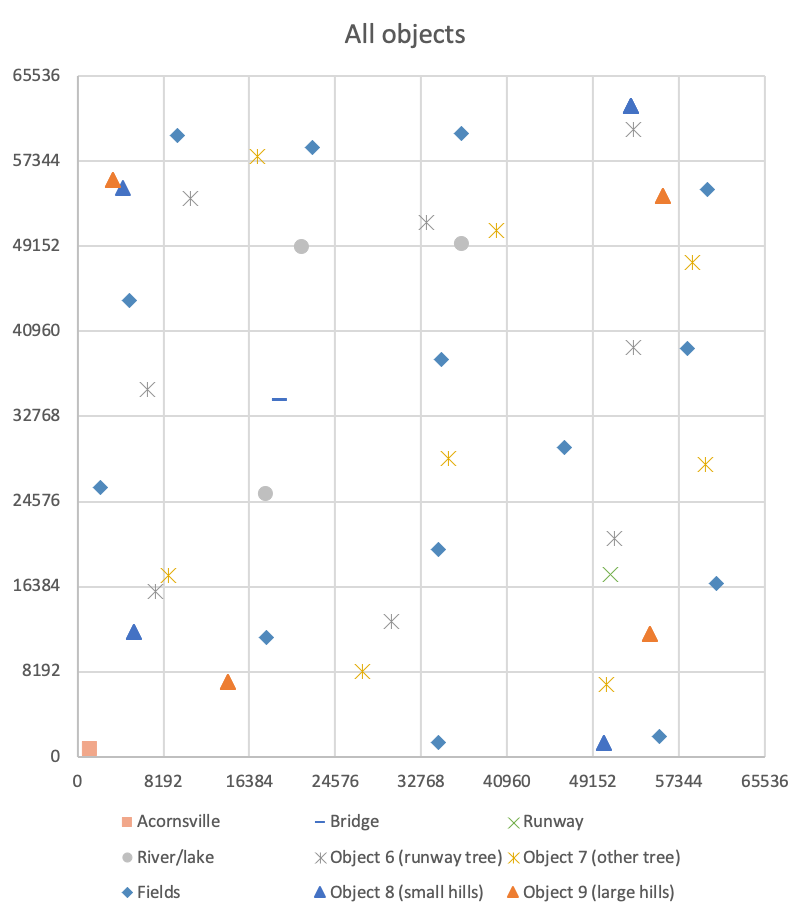 All objects
65536
57344
49152
40960
32768
24576
16384
8192
0
0 8192 16384 24576 32768 40960 49152 57344 65536
Acornsville Bridge Runway
River/lake Object 6 (runway tree) Object 7 (other tree)
Fields Object 8 (small hills) Object 9 (large hills)